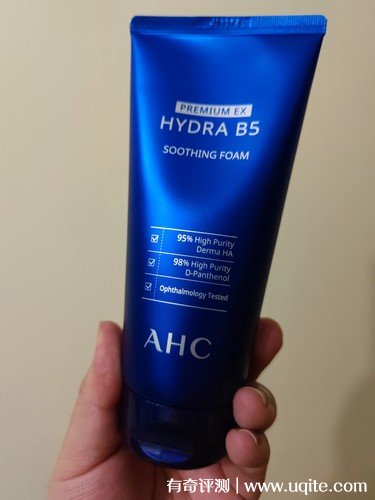 PREMIUM EX
HYDRA B5
SOOTHING FOAM
95% High Purity
Derma HA
98% High Purity
D-Panthenol
Ophthalmology Tested
AHC
有奇评测 | www.uqite.com